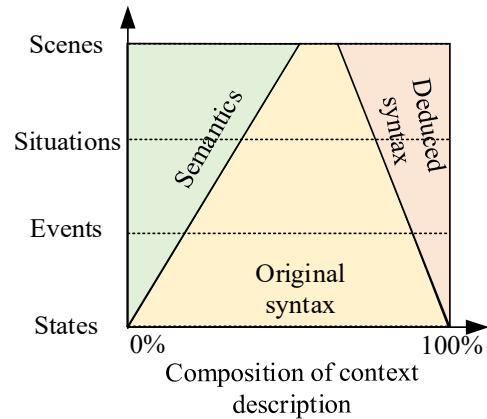 Scenes
Situations
Events
States
Semantics
Deduced
syntax
Original
syntax
0%
100%
Composition of context
description